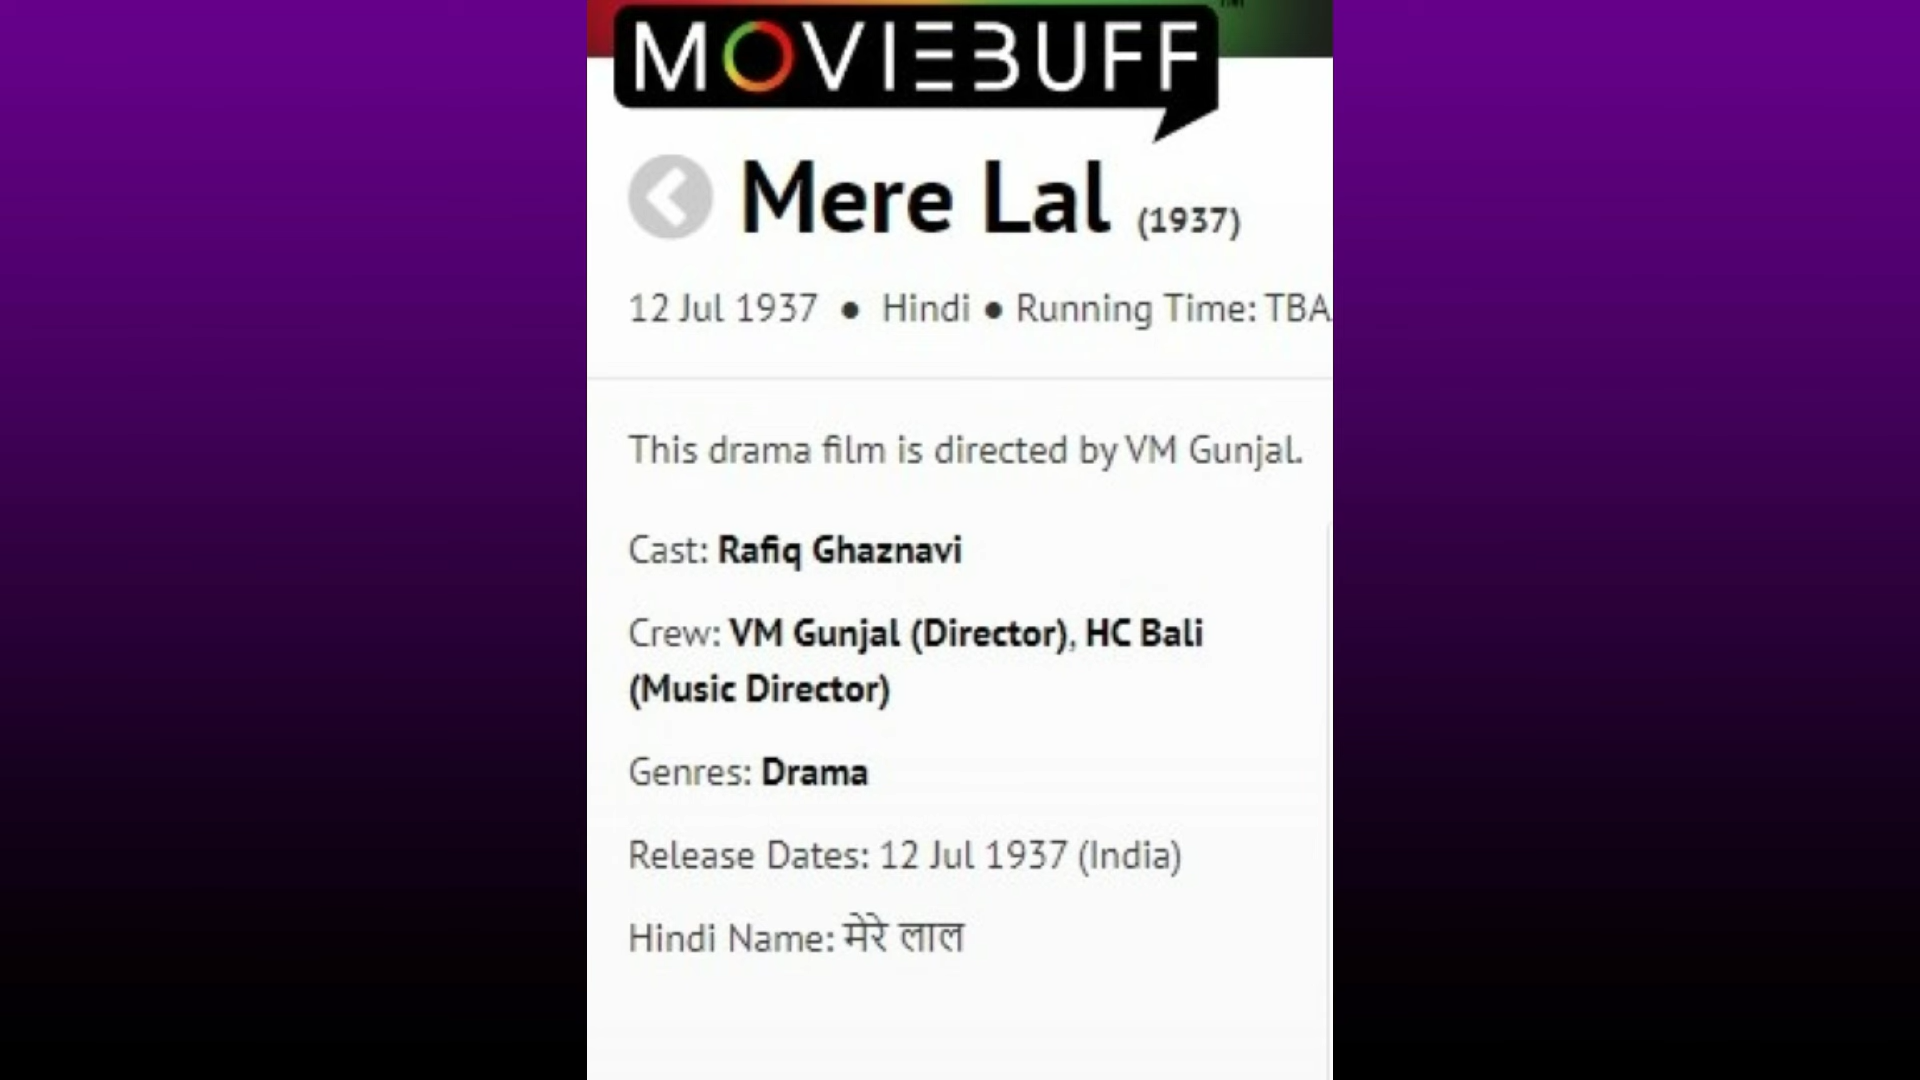 MOVIEBUFF
Mere Lal (1937)
12 Jul 1937 ● Hindi ● Running Time: TBA
This drama film is directed by VM Gunjal.
Cast: Rafiq Ghaznavi
Crew: VM Gunjal (Director), HC Bali
(Music Director)
Genres: Drama
Release Dates: 12 Jul 1937 (India)
Hindi Name: मेरे लाल